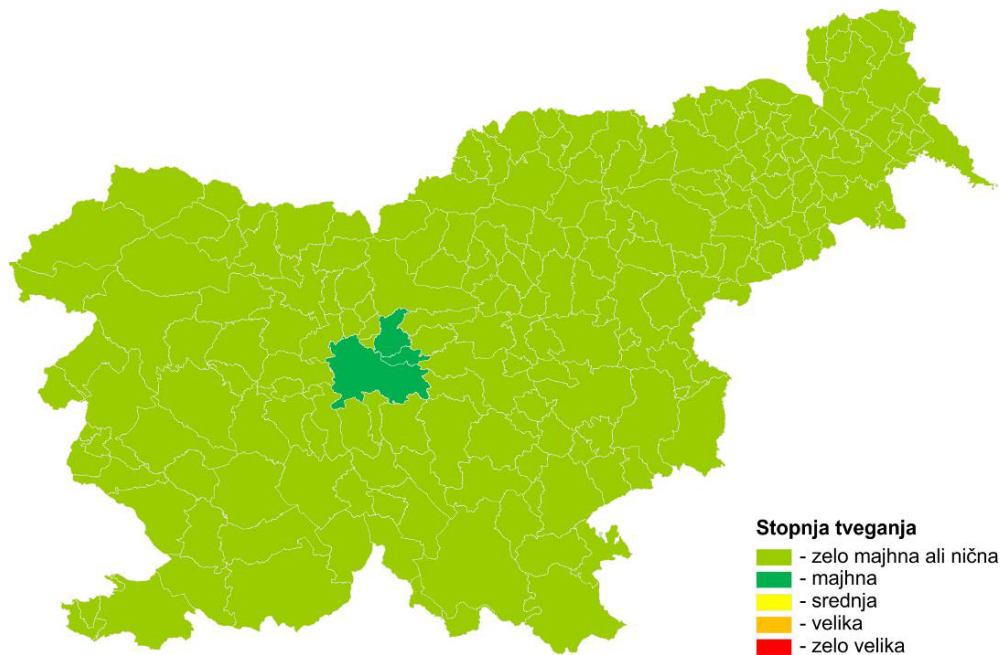 Stopnja tveganja
- zelo majhna ali nična
- majhna
- srednja
- velika
- zelo velika